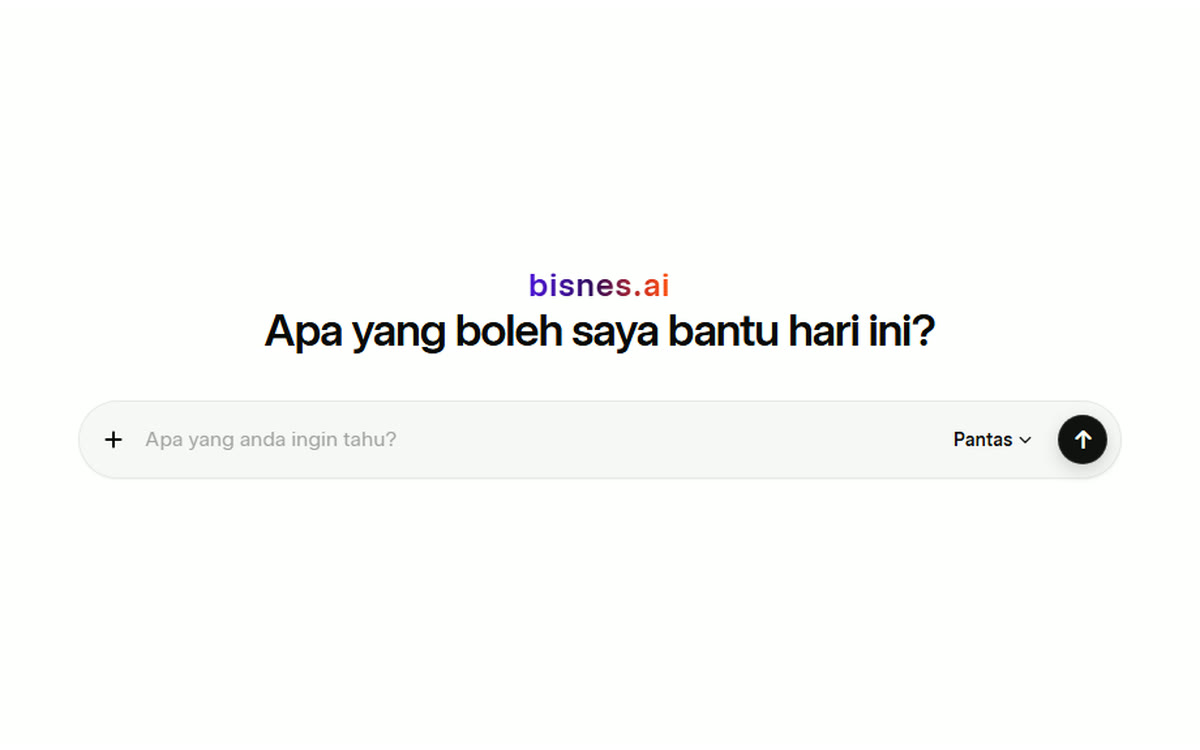 bisnes.ai
Apa yang boleh saya bantu hari ini?
Apa yang anda ingin tahu?
Pantas